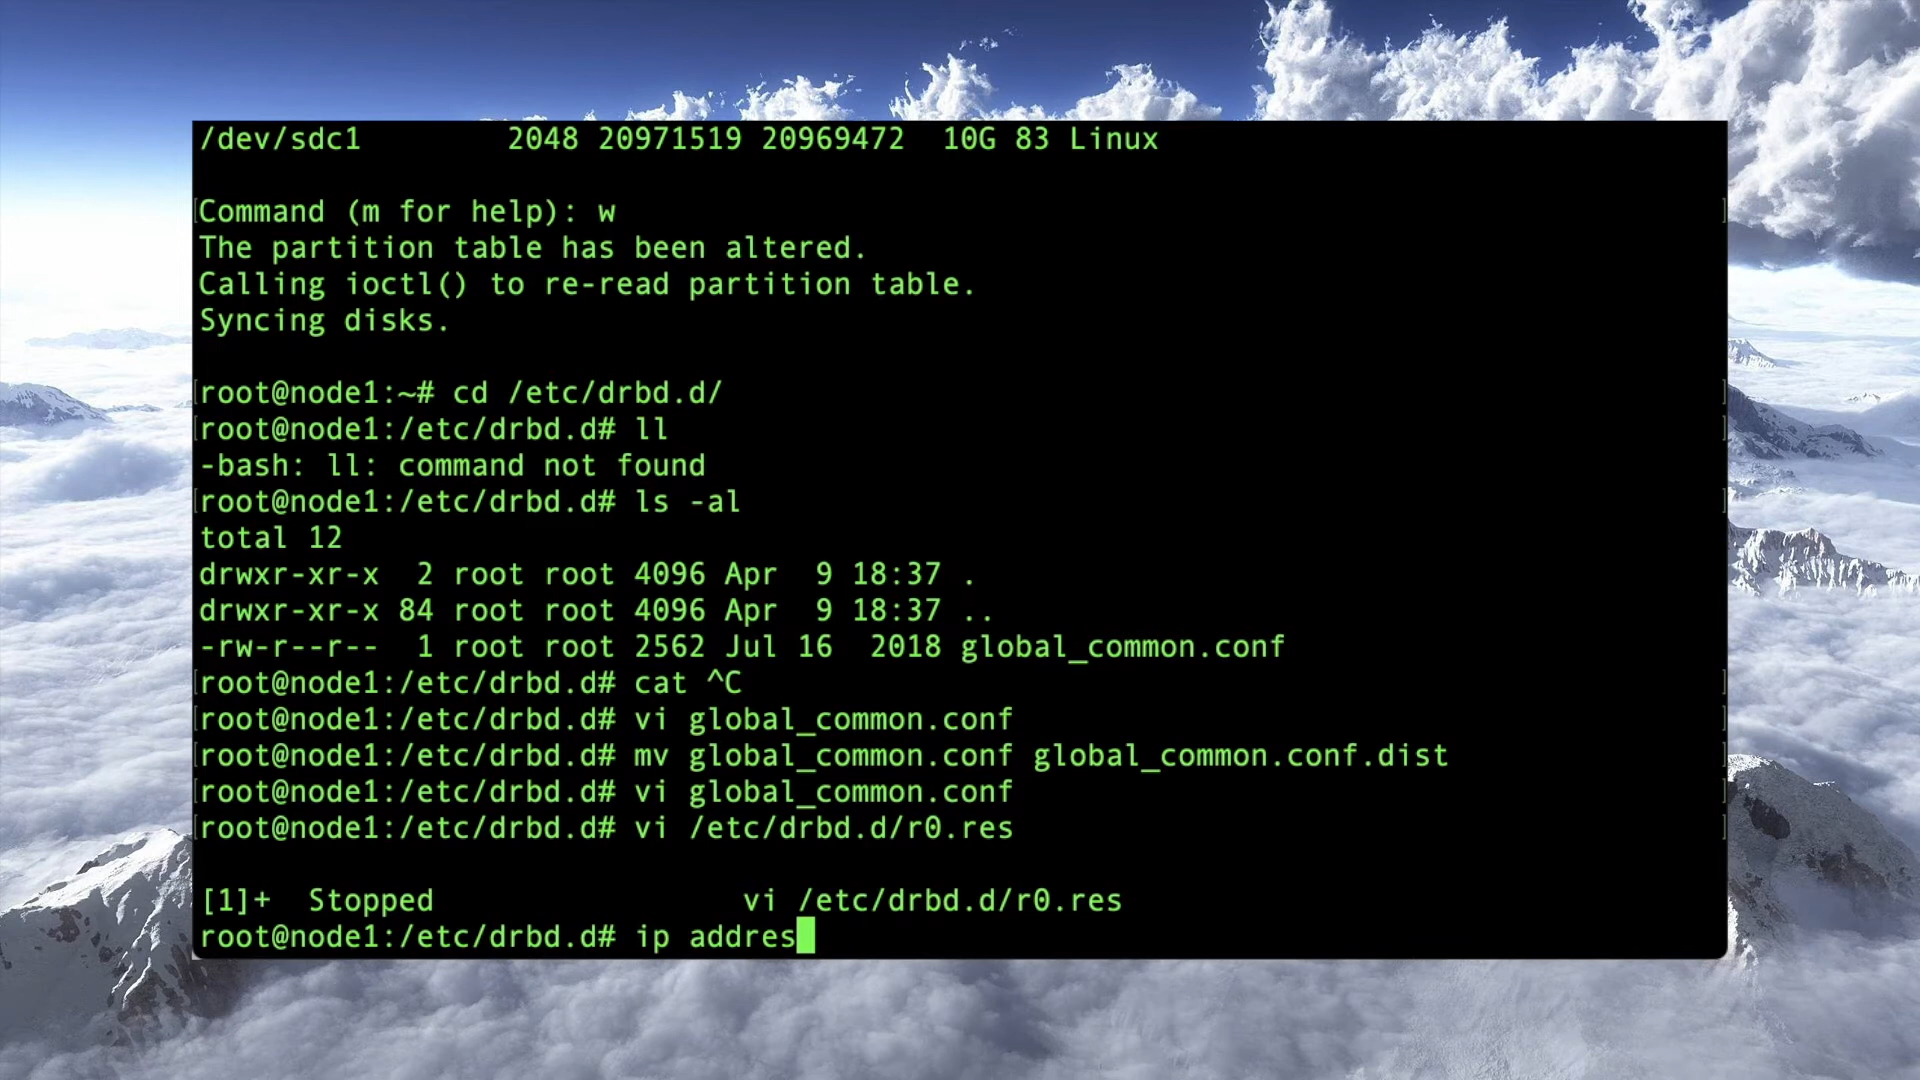 /dev/sdc1        2048 20971519 20969472  10G 83 Linux
Command (m for help): w
The partition table has been altered.
Calling ioctl() to re-read partition table.
Syncing disks.
root@node1:~# cd /etc/drbd.d/
root@node1:/etc/drbd.d# ll
-bash: ll: command not found
root@node1:/etc/drbd.d# ls -al
total 12
drwxr-xr-x  2 root root 4096 Apr  9 18:37 .
drwxr-xr-x 84 root root 4096 Apr  9 18:37 ..
-rw-r--r--  1 root root 2562 Jul 16  2018 global_common.conf
root@node1:/etc/drbd.d# cat ^C
root@node1:/etc/drbd.d# vi global_common.conf
root@node1:/etc/drbd.d# mv global_common.conf global_common.conf.dist
root@node1:/etc/drbd.d# vi global_common.conf
root@node1:/etc/drbd.d# vi /etc/drbd.d/r0.res
[1]+  Stopped                 vi /etc/drbd.d/r0.res
root@node1:/etc/drbd.d# ip addres